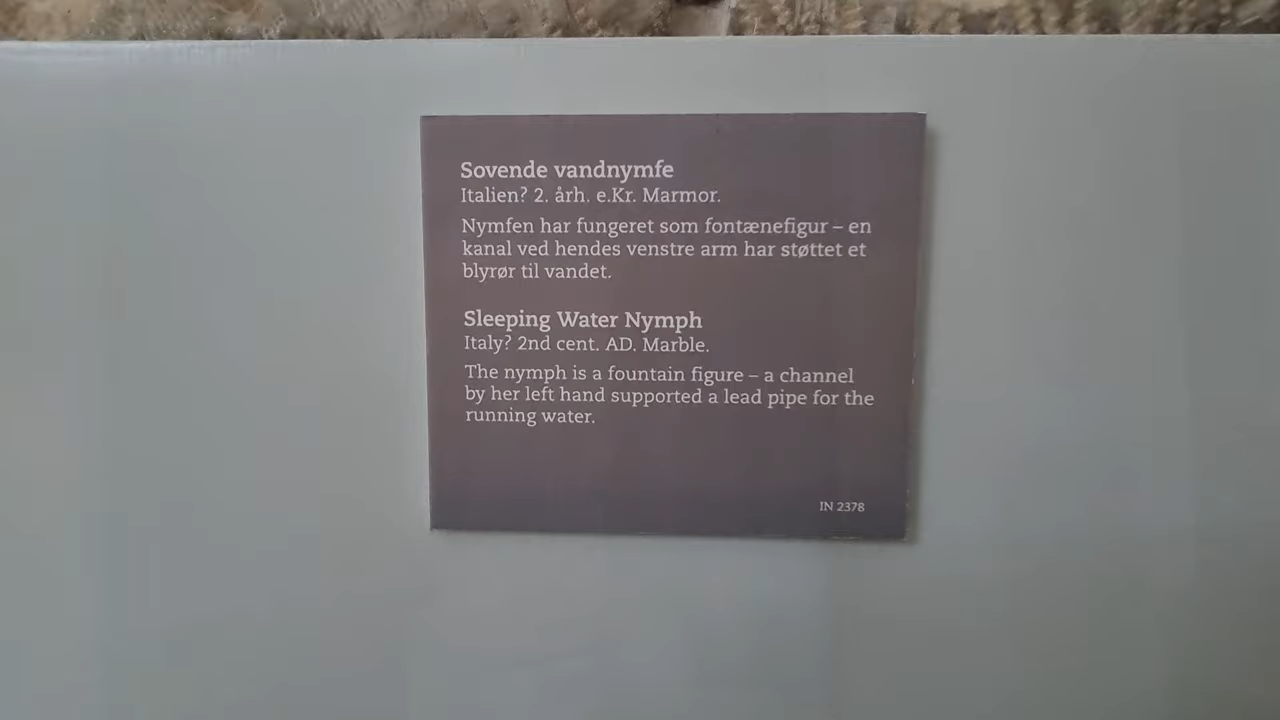 Sovende vandnymfe
Italien? 2. årh. e.Kr. Marmor.
Nymfen har fungeret som fontænefigur – en
kanal ved hendes venstre arm har støttet et
blyrør til vandet.
Sleeping Water Nymph
Italy? 2nd cent. AD. Marble.
The nymph is a fountain figure – a channel
by her left hand supported a lead pipe for the
running water.
IN 2378